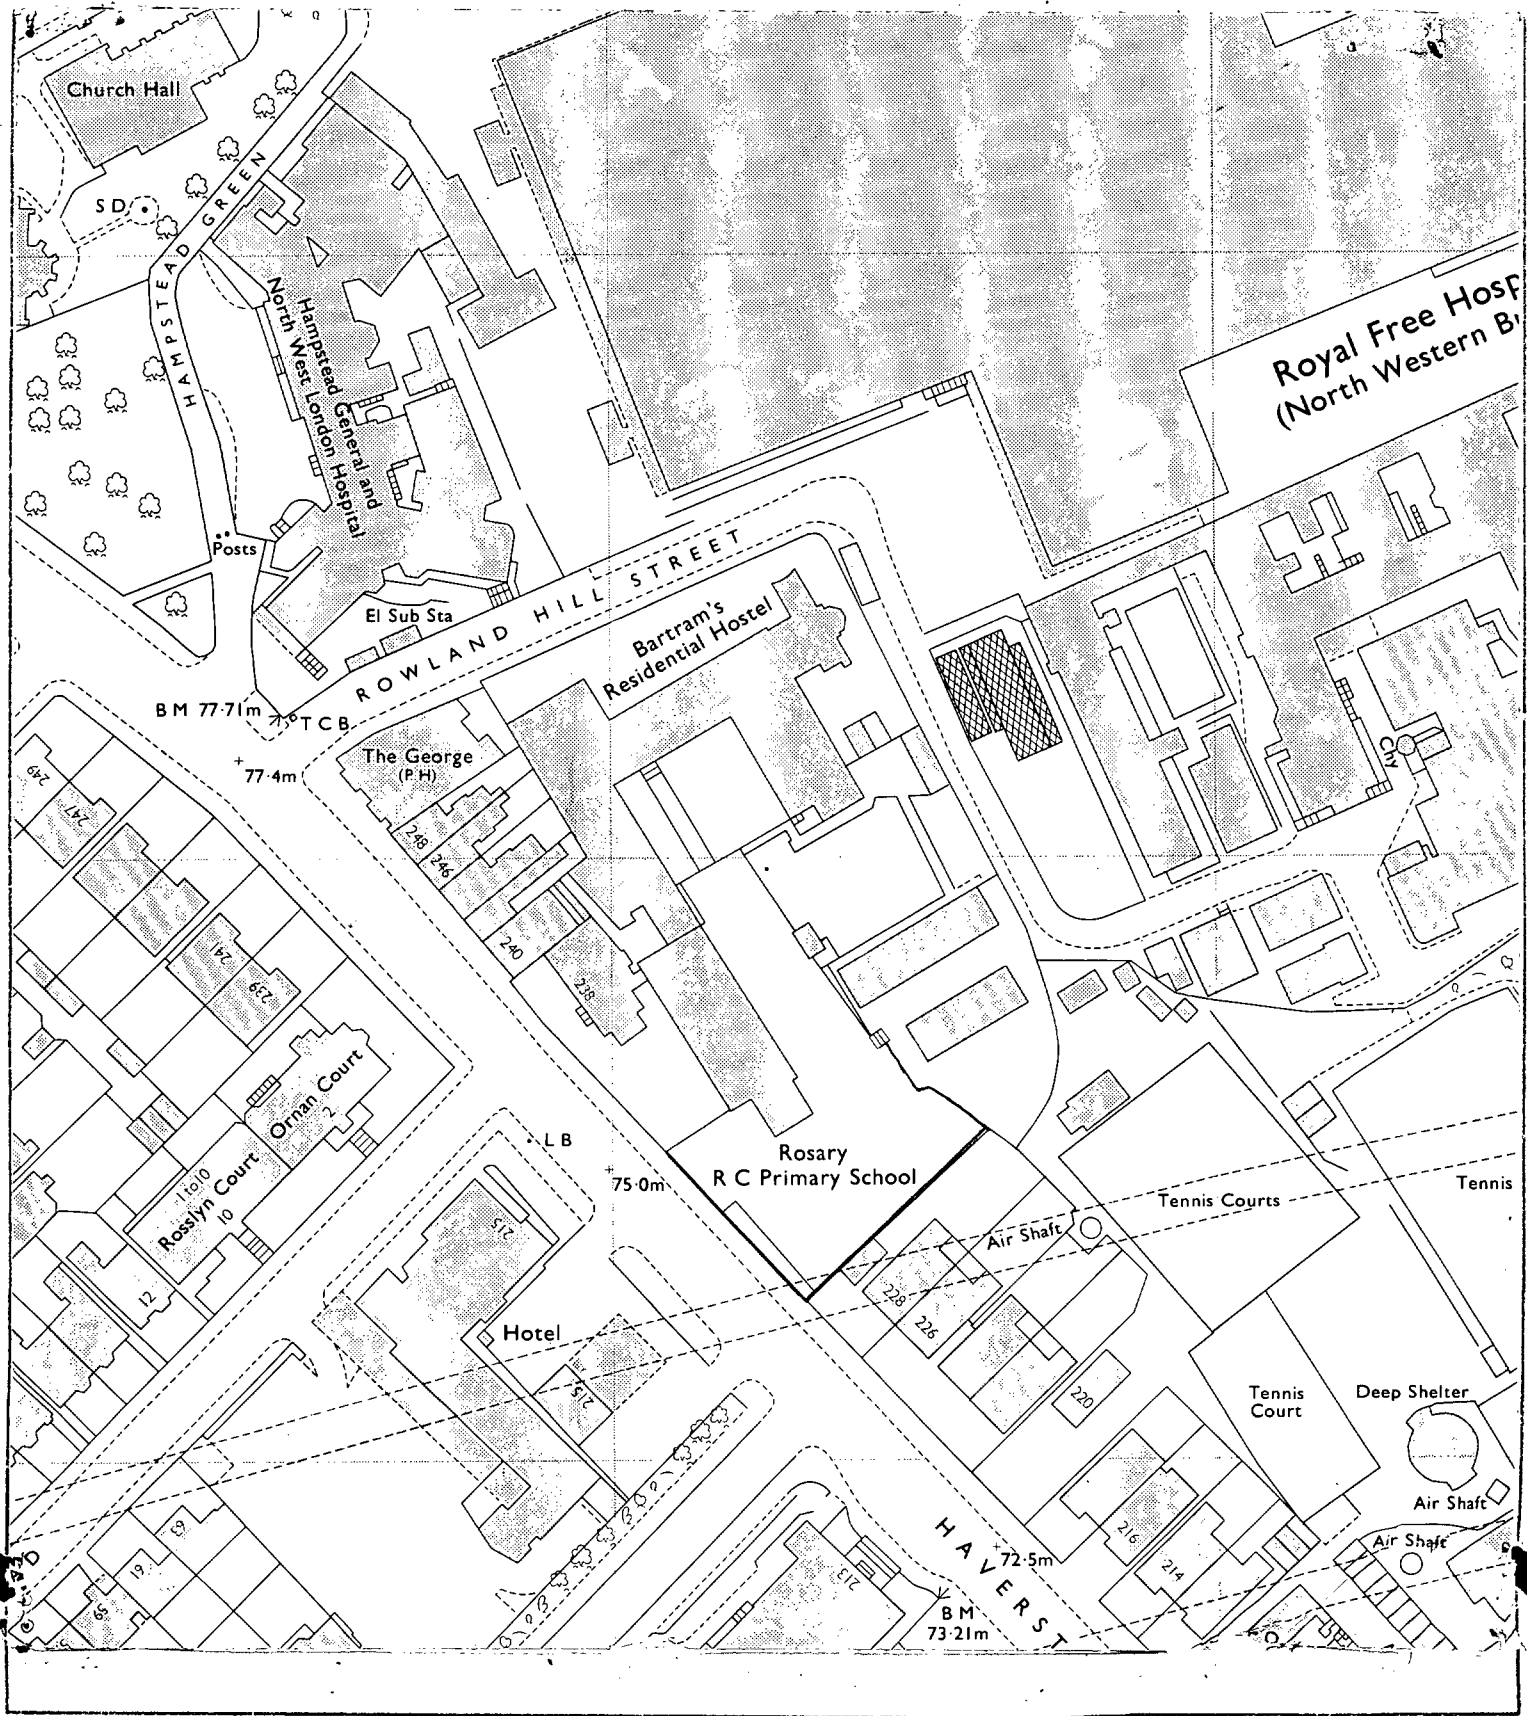 Church Hall
S D
HAMPSTEAD GREEN
Hampstead General and
North West London Hospital
Royal Free Hosp
(North Western B
Posts
El Sub Sta
ROWLAND HILL STREET
Bartram's
Residential Hostel
B M 77·71m
T C B
77·4m
The George
(P H)
Chy
249
247
248
246
241
239
240
238
Ornan Court
2
1 to 10
Rosslyn Court
10
12
L B
75·0m
Rosary
R C Primary School
215
Hotel
215
Air Shaft
Tennis Courts
Tennis
228
226
220
Tennis
Court
Deep Shelter
Air Shaft
Air Shaft
216
214
213
HAVERST
72·5m
B M
73·21m
63
61
59